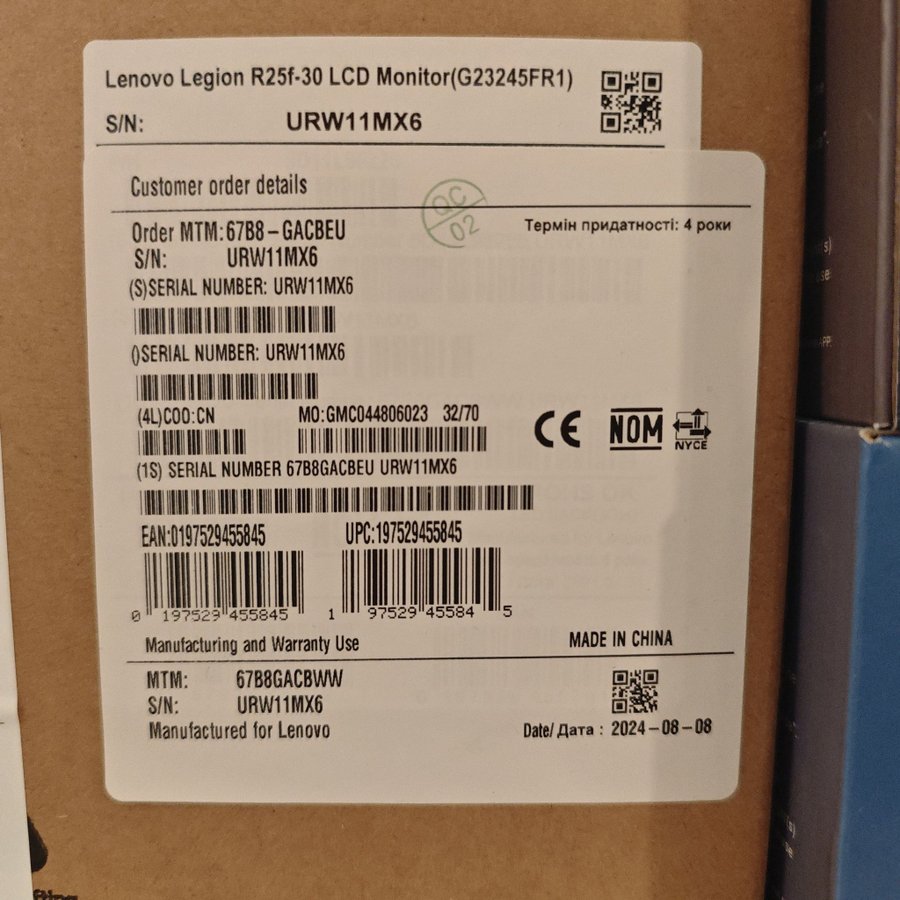 Lenovo Legion R25f-30 LCD Monitor(G23245FR1)
S/N: URW11MX6
Customer order details
QC
02
Order MTM:67B8-GACBEU
Термін придатності: 4 роки
S/N: URW11MX6
(S)SERIAL NUMBER: URW11MX6
()SERIAL NUMBER: URW11MX6
(4L)COO:CN MO:GMC044806023 32/70
CE NOM NYCE
(1S) SERIAL NUMBER 67B8GACBEU URW11MX6
EAN:0197529455845 UPC:197529455845
0 197529 455845 1 97529 45584 5
Manufacturing and Warranty Use MADE IN CHINA
MTM: 67B8GACBWW
S/N: URW11MX6
Manufactured for Lenovo Date/Дата : 2024-08-08